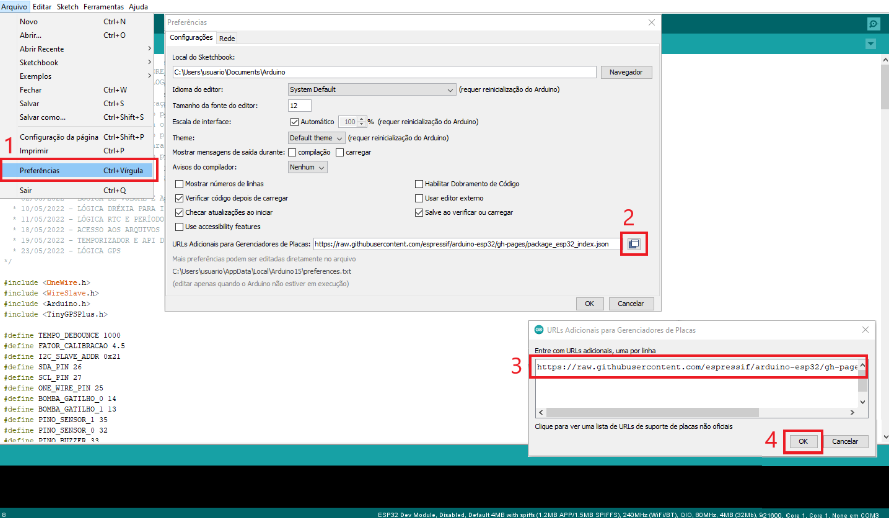 Arquivo Editar Sketch Ferramentas Ajuda
Novo Ctrl+N
Abrir... Ctrl+O
Abrir Recente
Sketchbook
Exemplos
Fechar Ctrl+W
Salvar Ctrl+S
Salvar como... Ctrl+Shift+S
Configuração da página Ctrl+Shift+P
Imprimir Ctrl+P
1
Preferências Ctrl+Vírgula
Sair Ctrl+Q
* 10/05/2022 - LÓGICA DRÉXIA PARA I
* 11/05/2022 - LÓGICA RTC E PERÍODO
* 18/05/2022 - ACESSO AOS ARQUIVOS
* 19/05/2022 - TEMPORIZADOR E API D
* 23/05/2022 - LÓGICA GPS
*/
#include <OneWire.h>
#include <WireSlave.h>
#include <Arduino.h>
#include <TinyGPSPlus.h>
#define TEMPO_DEBOUNCE 1000
#define FATOR_CALIBRACAO 4.5
#define I2C_SLAVE_ADDR 0x21
#define SDA_PIN 26
#define SCL_PIN 27
#define ONE_WIRE_PIN 25
#define BOMBA_GATILHO_0 14
#define BOMBA_GATILHO_1 13
#define PINO_SENSOR_1 35
#define PINO_SENSOR_0 32
#define PINO_BUZZER 33
Preferências
Configurações Rede
Local do Sketchbook:
C:\Users\usuario\Documents\Arduino Navegador
Idioma do editor: System Default (requer reinicialização do Arduino)
Tamanho da fonte do editor: 12
Escala de interface: Automático 100 % (requer reinicialização do Arduino)
Theme: Default theme (requer reinicialização do Arduino)
Mostrar mensagens de saída durante: compilação carregar
Avisos do compilador: Nenhum
Mostrar números de linhas Habilitar Dobramento de Código
Verificar código depois de carregar Usar editor externo
Checar atualizações ao iniciar Salve ao verificar ou carregar
Use accessibility features
2
URLs Adicionais para Gerenciadores de Placas: https://raw.githubusercontent.com/espressif/arduino-esp32/gh-pages/package_esp32_index.json
Mais preferências podem ser editadas diretamente no arquivo
C:\Users\usuario\AppData\Local\Arduino15\preferences.txt
(editar apenas quando o Arduino não estiver em execução)
OK Cancelar
URLs Adicionais para Gerenciadores de Placas
Entre com URLs adicionais, uma por linha
3
https://raw.githubusercontent.com/espressif/arduino-esp32/gh-page
Clique para ver uma lista de URLs de suporte de placas não oficiais
4
OK Cancelar
8 ESP32 Dev Module, Disabled, Default 4MB with spiffs (1.2MB APP/1.5MB SPIFFS), 240MHz (WiFi/BT), QIO, 80MHz, 4MB (32Mb), 921600, Core 1, Core 1, None em COM3